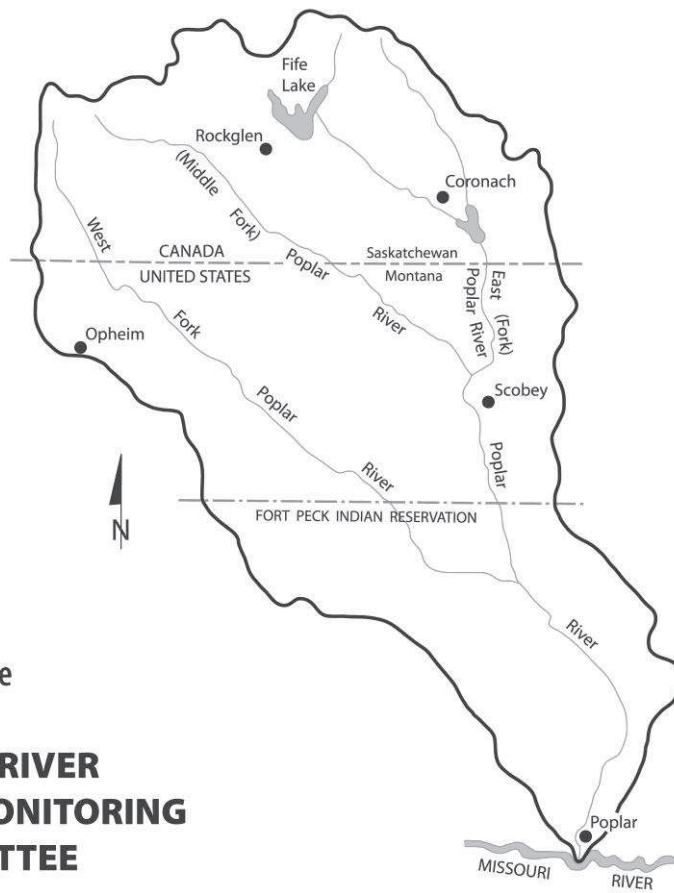 Fife
Lake
Rockglen
(Middle
Fork)
Coronach
West
CANADA
Saskatchewan
UNITED STATES
Montana
Poplar
River
East
(Fork)
Poplar River
Opheim
Fork
Scobey
Poplar
River
Poplar
FORT PECK INDIAN RESERVATION
N
River
e
RIVER
ONITORING
TTEE
Poplar
MISSOURI
RIVER